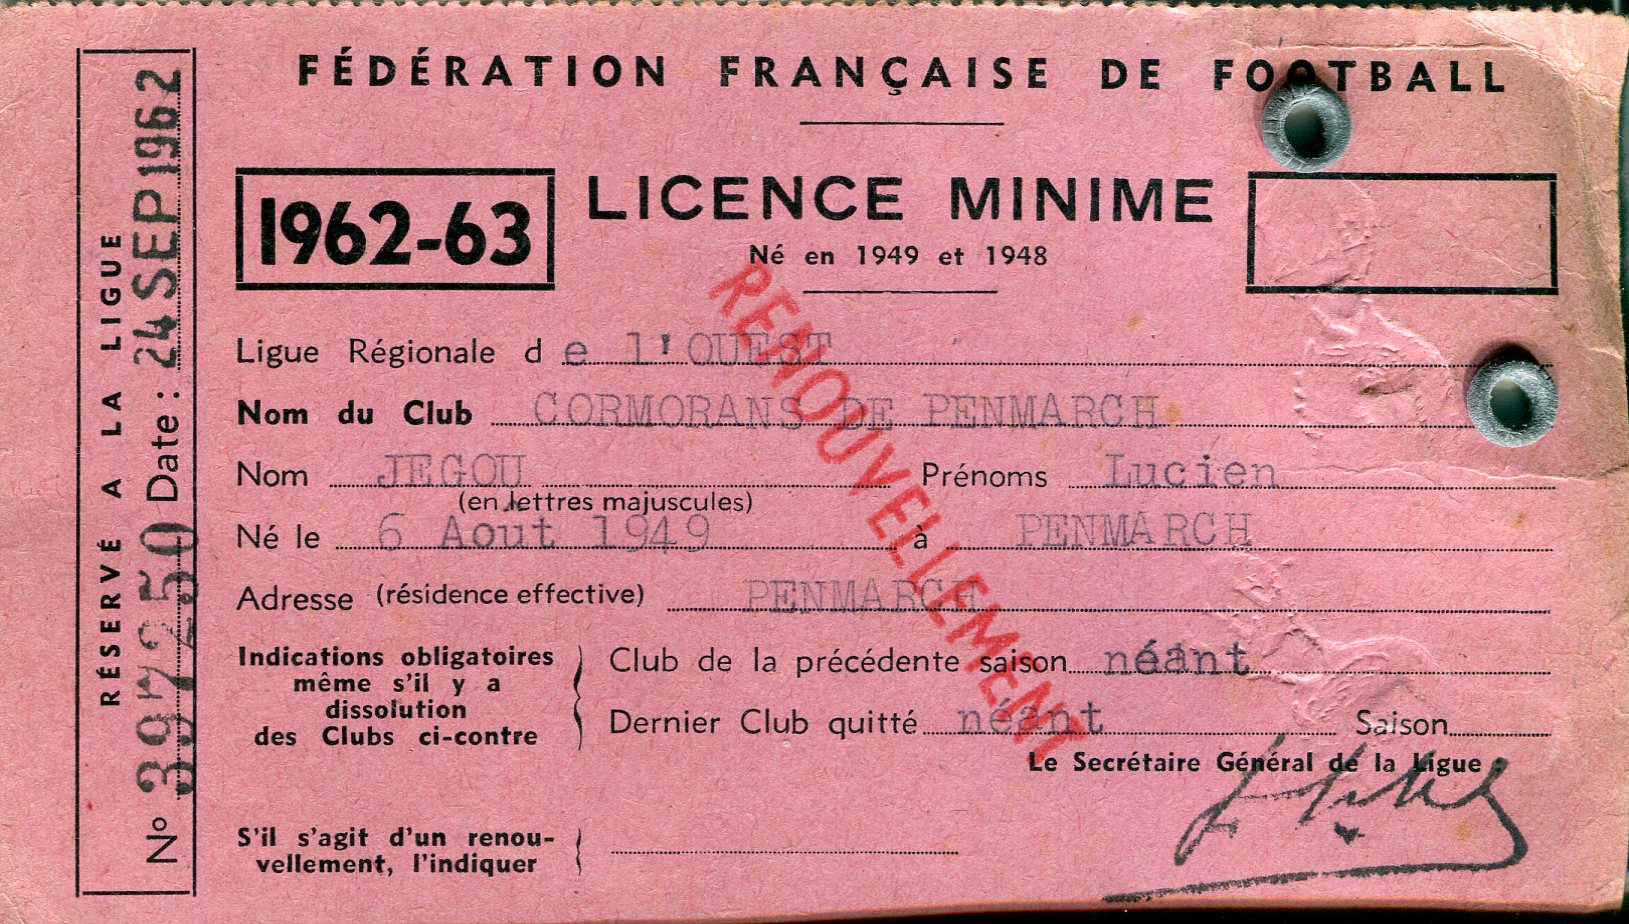 FÉDÉRATION FRANÇAISE DE FOOTBALL
1962-63
LICENCE MINIME
Né en 1949 et 1948
RENOUVELLEMENT
Ligue Régionale d e l'OUEST
Nom du Club CORMORANS DE PENMARCH
Nom JEGOU Prénoms Lucien
(en lettres majuscules)
Né le 6 Août 1949 à PENMARCH
Adresse (résidence effective) PENMARCH
Indications obligatoires
même s'il y a
dissolution
des Clubs ci-contre
Club de la précédente saison néant
Dernier Club quitté néant Saison
Le Secrétaire Général de la Ligue :
S'il s'agit d'un renou-
vellement, l'indiquer
RÉSERVÉ A LA LIGUE
No 397250 Date : 24 SEP 1962